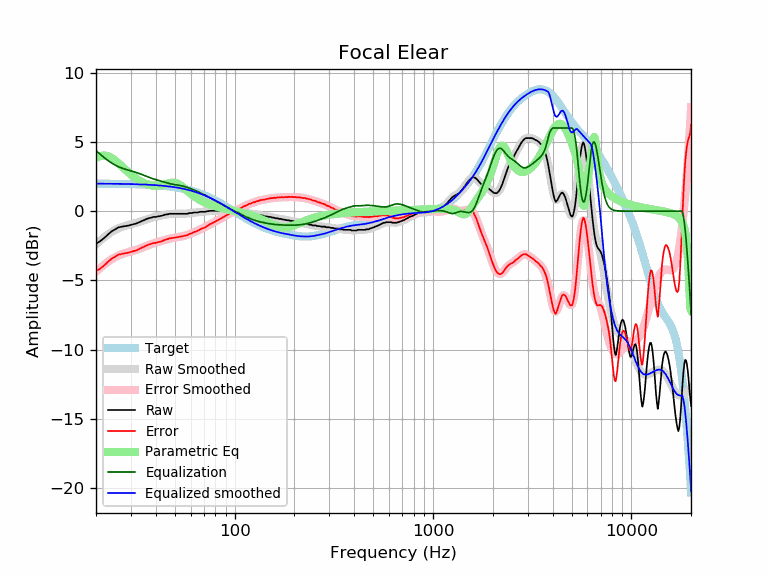 Focal Elear
Amplitude (dBr)
10
5
0
−5
−10
−15
−20
Target
Raw Smoothed
Error Smoothed
Raw
Error
Parametric Eq
Equalization
Equalized smoothed
100 1000 10000
Frequency (Hz)